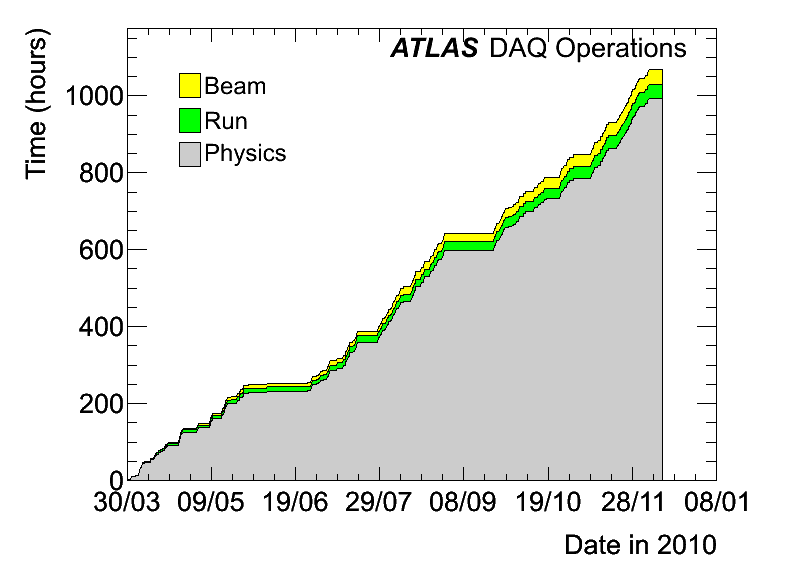 ATLAS DAQ Operations
Time (hours)
Beam
Run
Physics
1000
800
600
400
200
0
30/03 09/05 19/06 29/07 08/09 19/10 28/11 08/01
Date in 2010